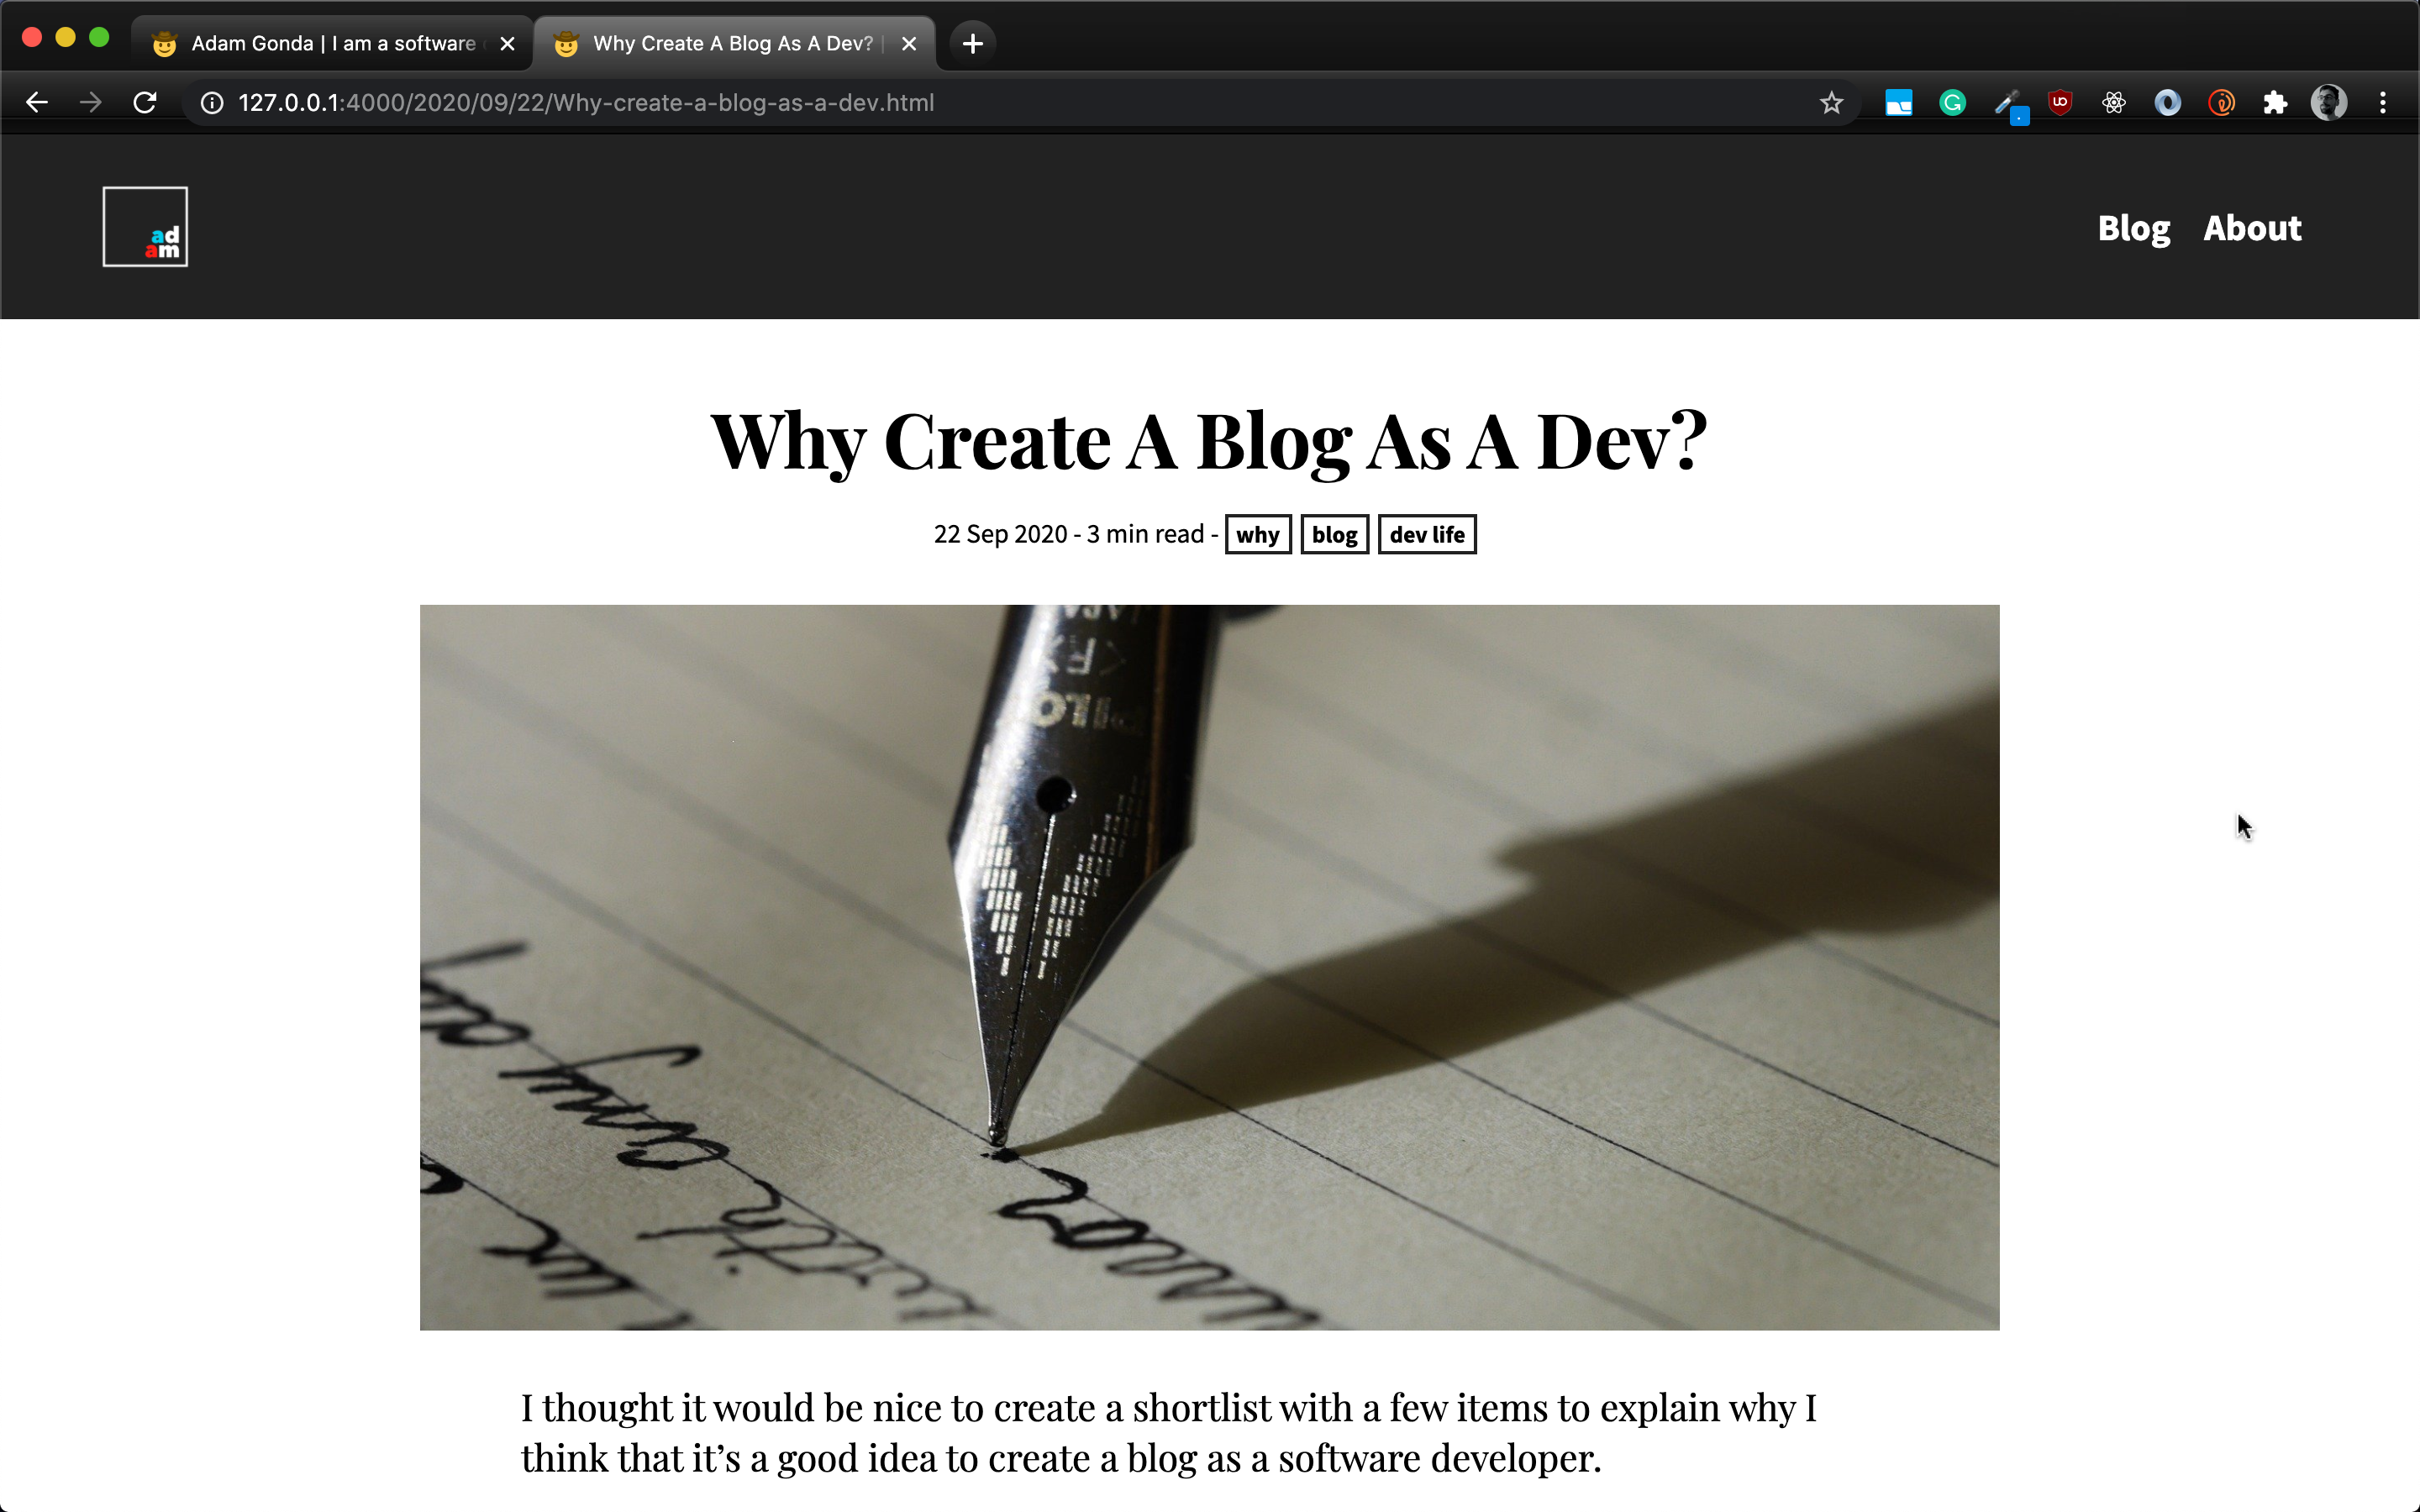 Adam Gonda | I am a software
Why Create A Blog As A Dev? |
127.0.0.1:4000/2020/09/22/Why-create-a-blog-as-a-dev.html
ad
am
Blog About
Why Create A Blog As A Dev?
22 Sep 2020 - 3 min read - why blog dev life
I thought it would be nice to create a shortlist with a few items to explain why I
think that it’s a good idea to create a blog as a software developer.